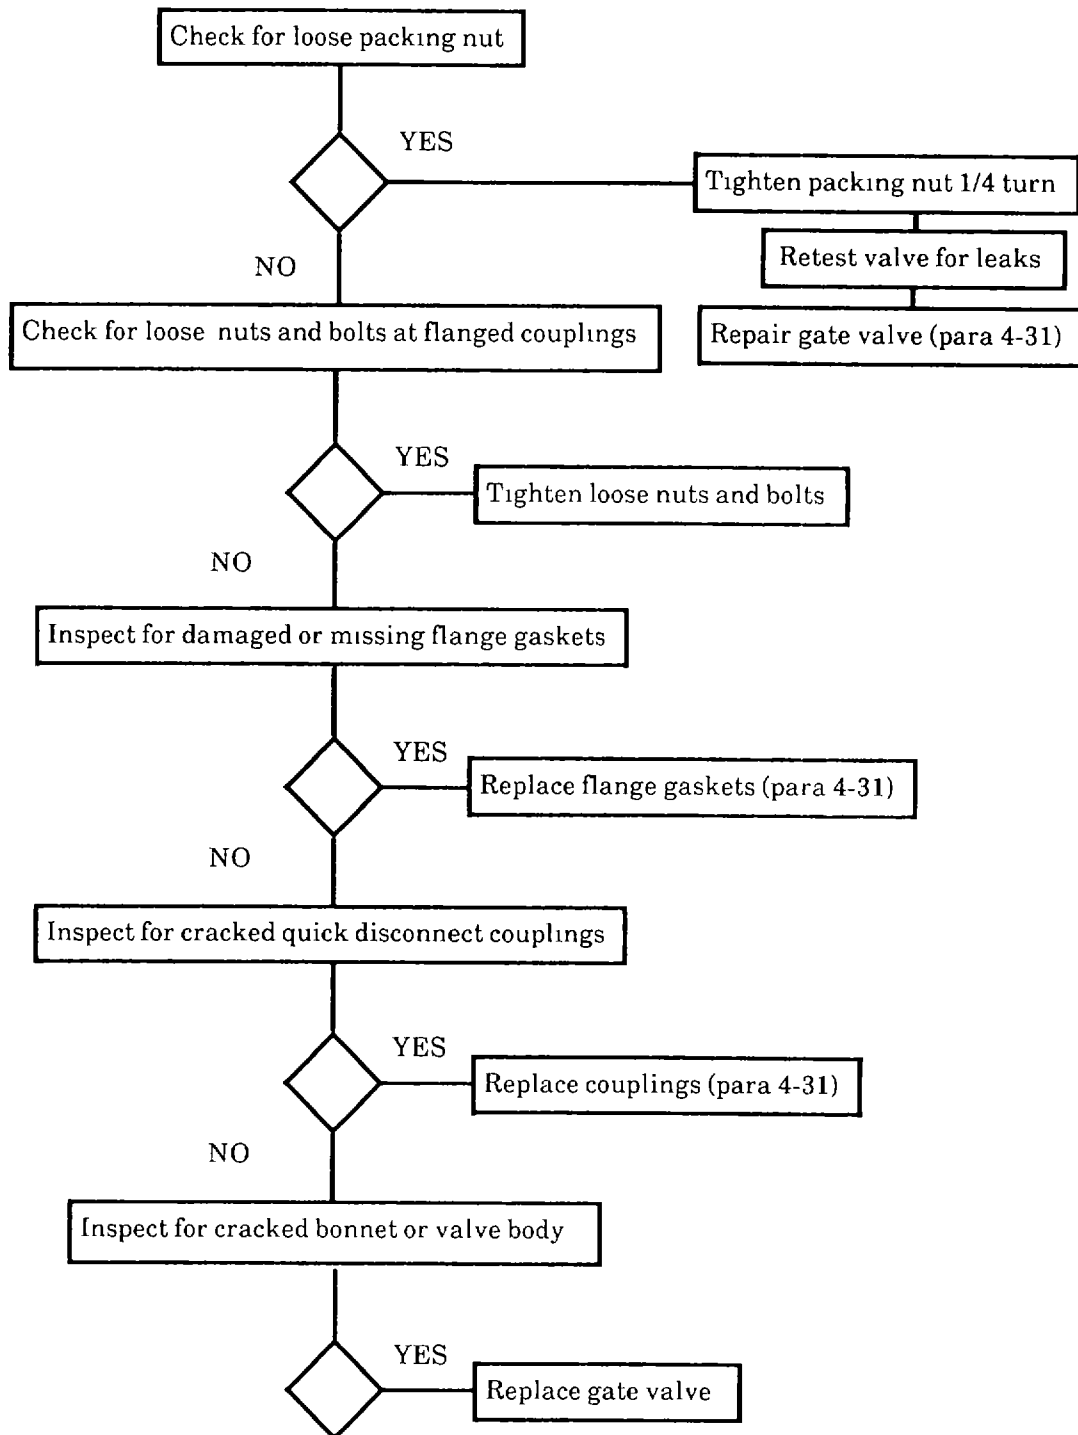 Check for loose packing nut
YES
Tighten packing nut 1/4 turn
Retest valve for leaks
NO
Check for loose nuts and bolts at flanged couplings
Repair gate valve (para 4-31)
YES
Tighten loose nuts and bolts
NO
Inspect for damaged or missing flange gaskets
YES
Replace flange gaskets (para 4-31)
NO
Inspect for cracked quick disconnect couplings
YES
Replace couplings (para 4-31)
NO
Inspect for cracked bonnet or valve body
YES
Replace gate valve